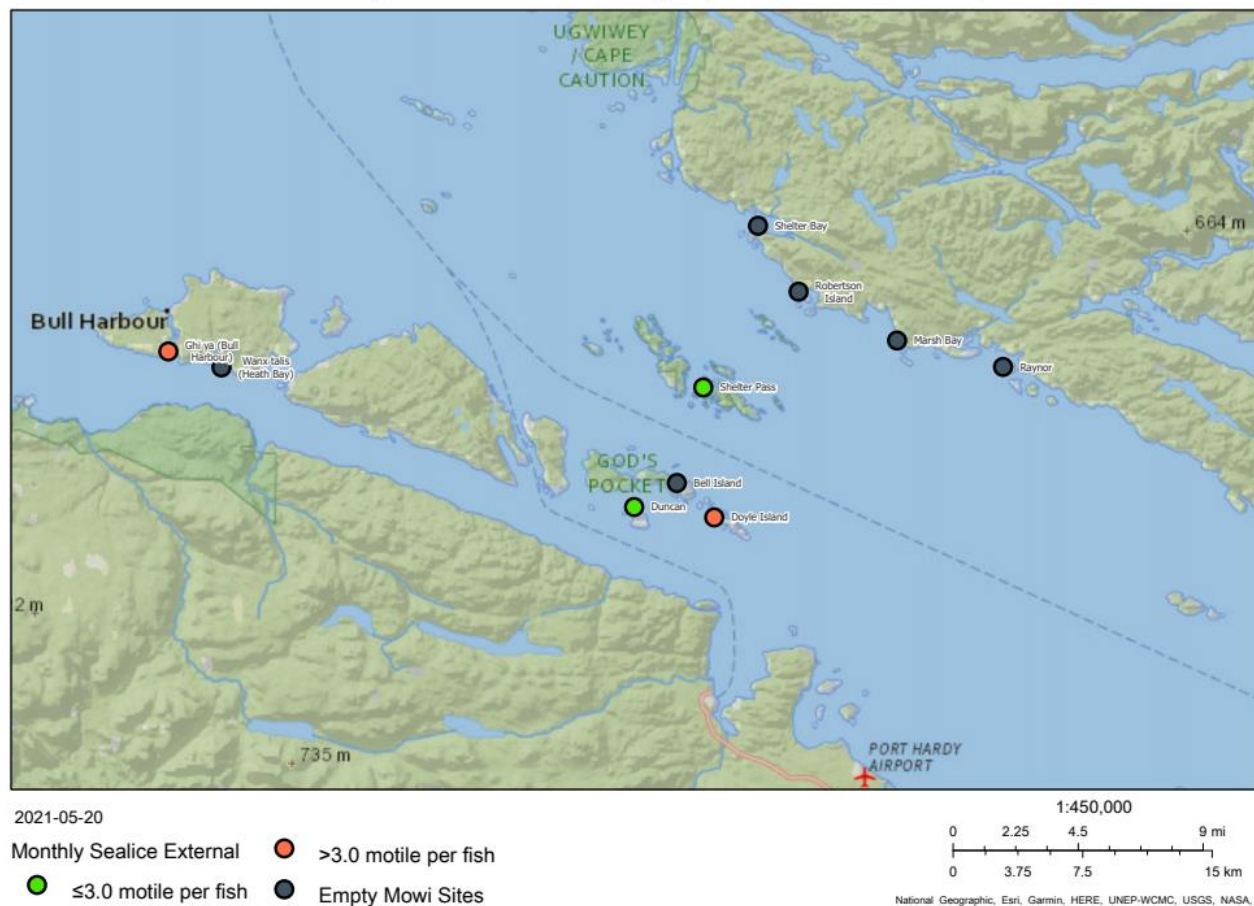 UGWIWEY
/ CAPE
CAUTION
664 m
Shelter Bay
Robertson
Island
Bull Harbour
Ghi ya (Bull
Harbour)
Wanx talis
(Heath Bay)
Marsh Bay
Raynor
Shelter Pass
GOD'S
POCKET
Bell Island
Duncan
Doyle Island
2 m
735 m
PORT HARDY
AIRPORT
2021-05-20
Monthly Sealice External
>3.0 motile per fish
≤3.0 motile per fish
Empty Mowi Sites
1:450,000
0 2.25 4.5 9 mi
0 3.75 7.5 15 km
National Geographic, Esri, Garmin, HERE, UNEP-WCMC, USGS, NASA,